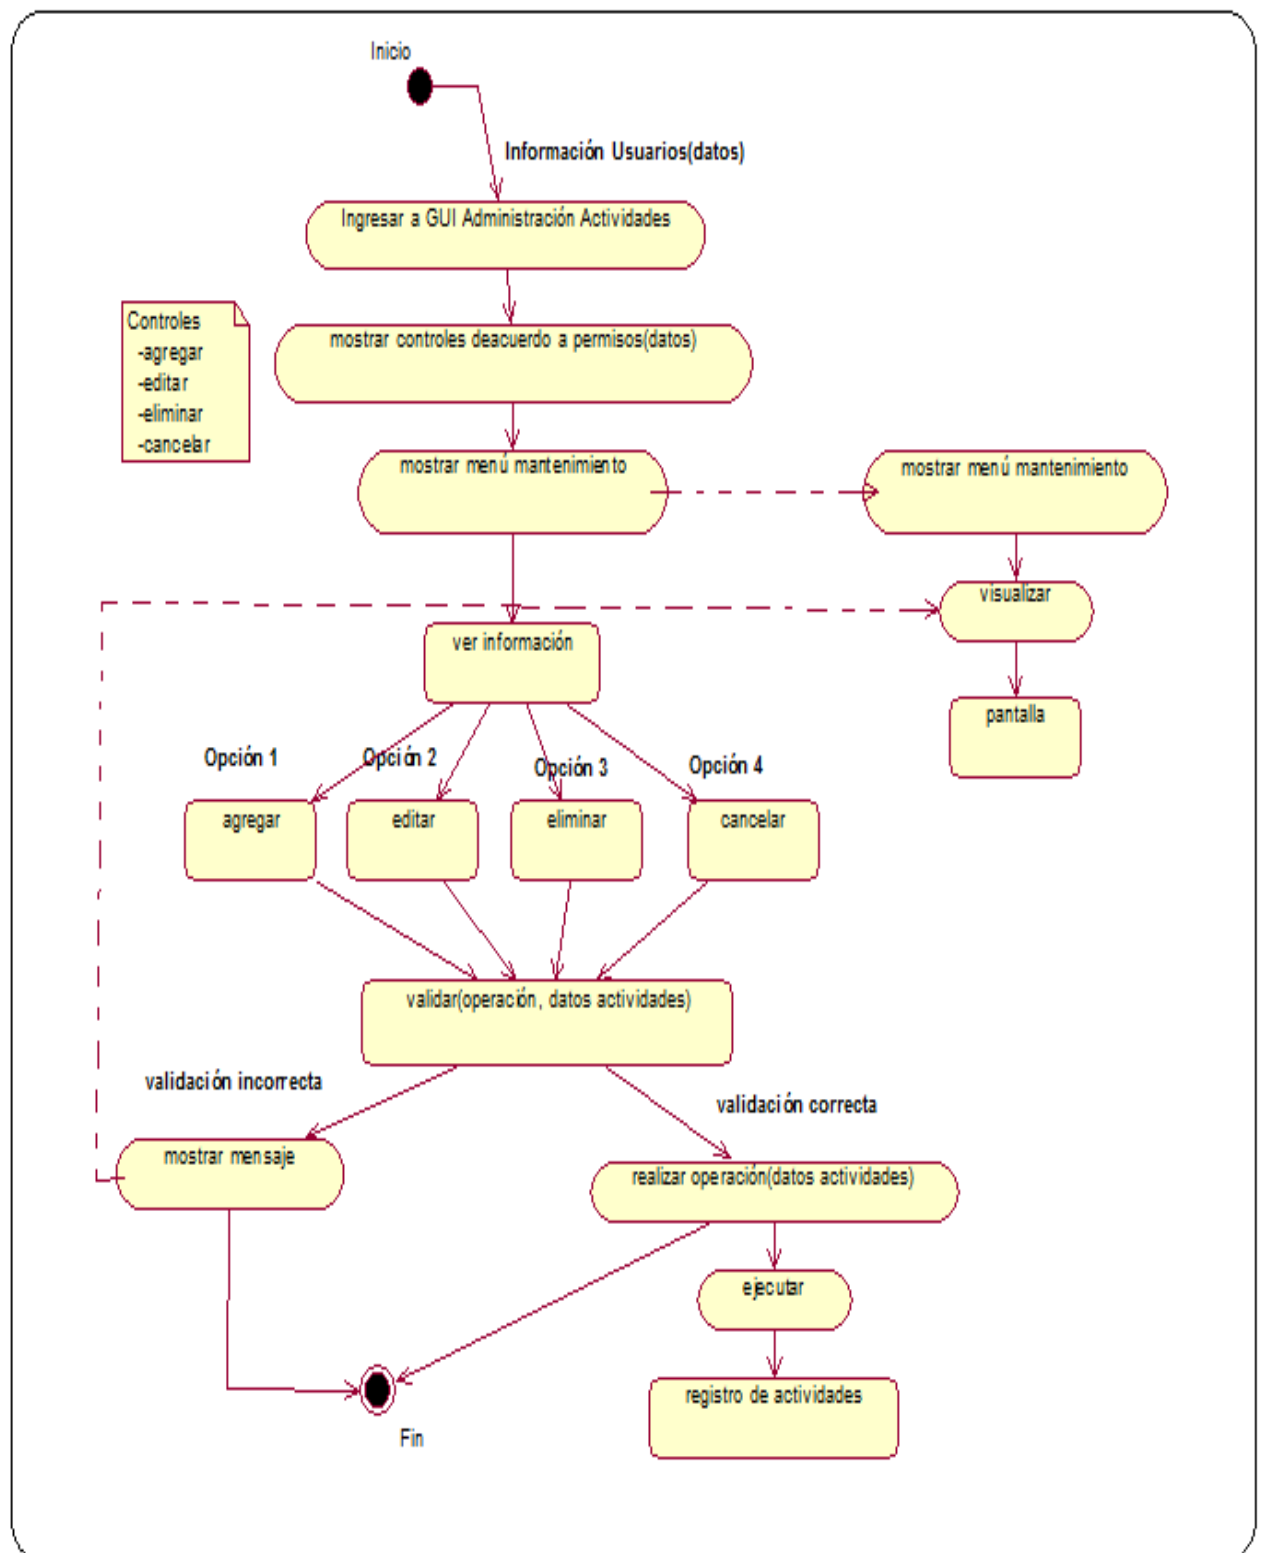 Inicio
Información Usuarios(datos)
Ingresar a GUI Administración Actividades
Controles
-agregar
-editar
-eliminar
-cancelar
mostrar controles deacuerdo a permisos(datos)
mostrar menú mantenimiento
mostrar menú mantenimiento
visualizar
ver información
pantalla
Opción 1
Opción 2
Opción 3
Opción 4
agregar
editar
eliminar
cancelar
validar(operación, datos actividades)
validación incorrecta
validación correcta
mostrar mensaje
realizar operación(datos actividades)
ejecutar
registro de actividades
Fin